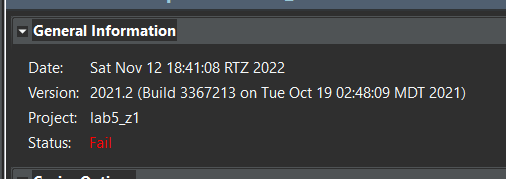 General Information
Date: Sat Nov 12 18:41:08 RTZ 2022
Version: 2021.2 (Build 3367213 on Tue Oct 19 02:48:09 MDT 2021)
Project: lab5_z1
Status: Fail